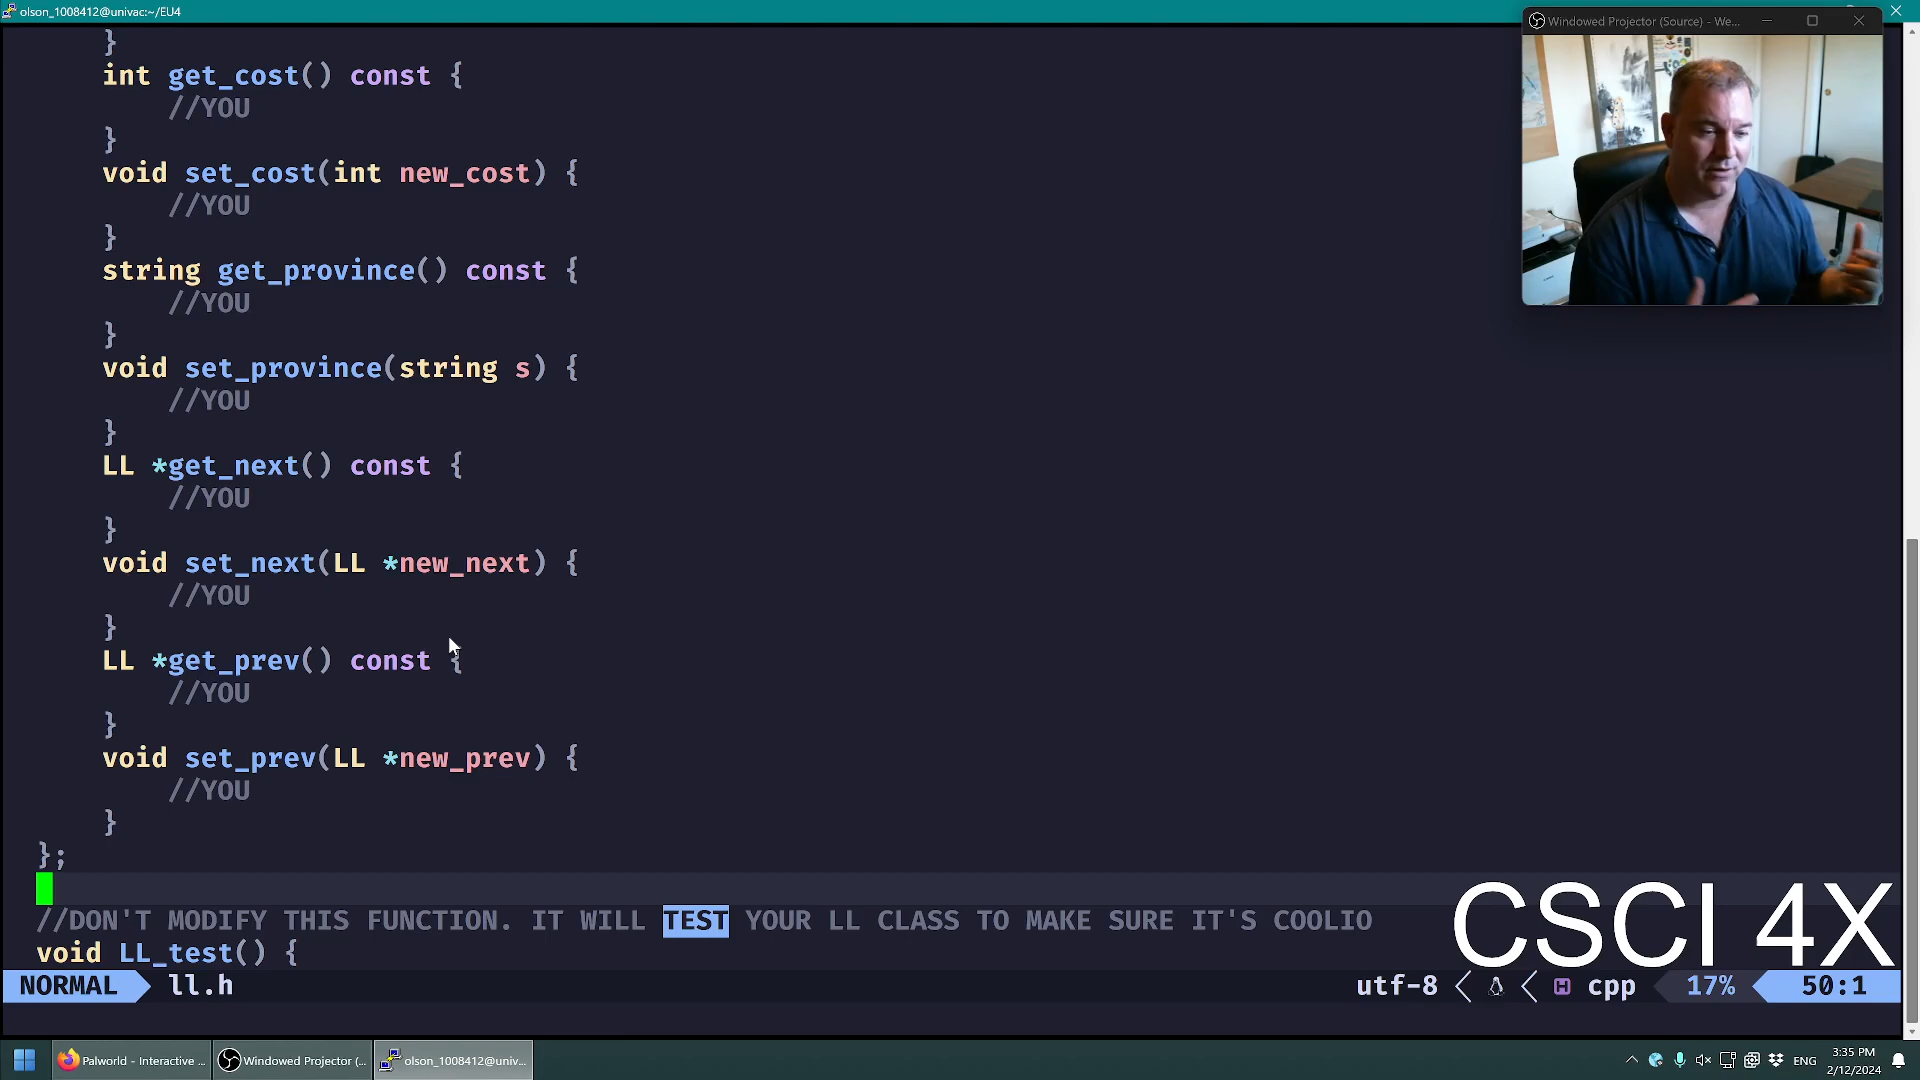 olson_1008412@univac:~/EU4
Windowed Projector (Source) - We...
}
int get_cost() const {
//YOU
}
void set_cost(int new_cost) {
//YOU
}
string get_province() const {
//YOU
}
void set_province(string s) {
//YOU
}
LL *get_next() const {
//YOU
}
void set_next(LL *new_next) {
//YOU
}
LL *get_prev() const {
//YOU
}
void set_prev(LL *new_prev) {
//YOU
}
};
//DON'T MODIFY THIS FUNCTION. IT WILL TEST YOUR LL CLASS TO MAKE SURE IT'S COOLIO
void LL_test() {
CSCI 4X
NORMAL ll.h utf-8 cpp 17% 50:1
Palworld - Interactive ... Windowed Projector (... olson_1008412@univ... ENG 3:35 PM
2/12/2024